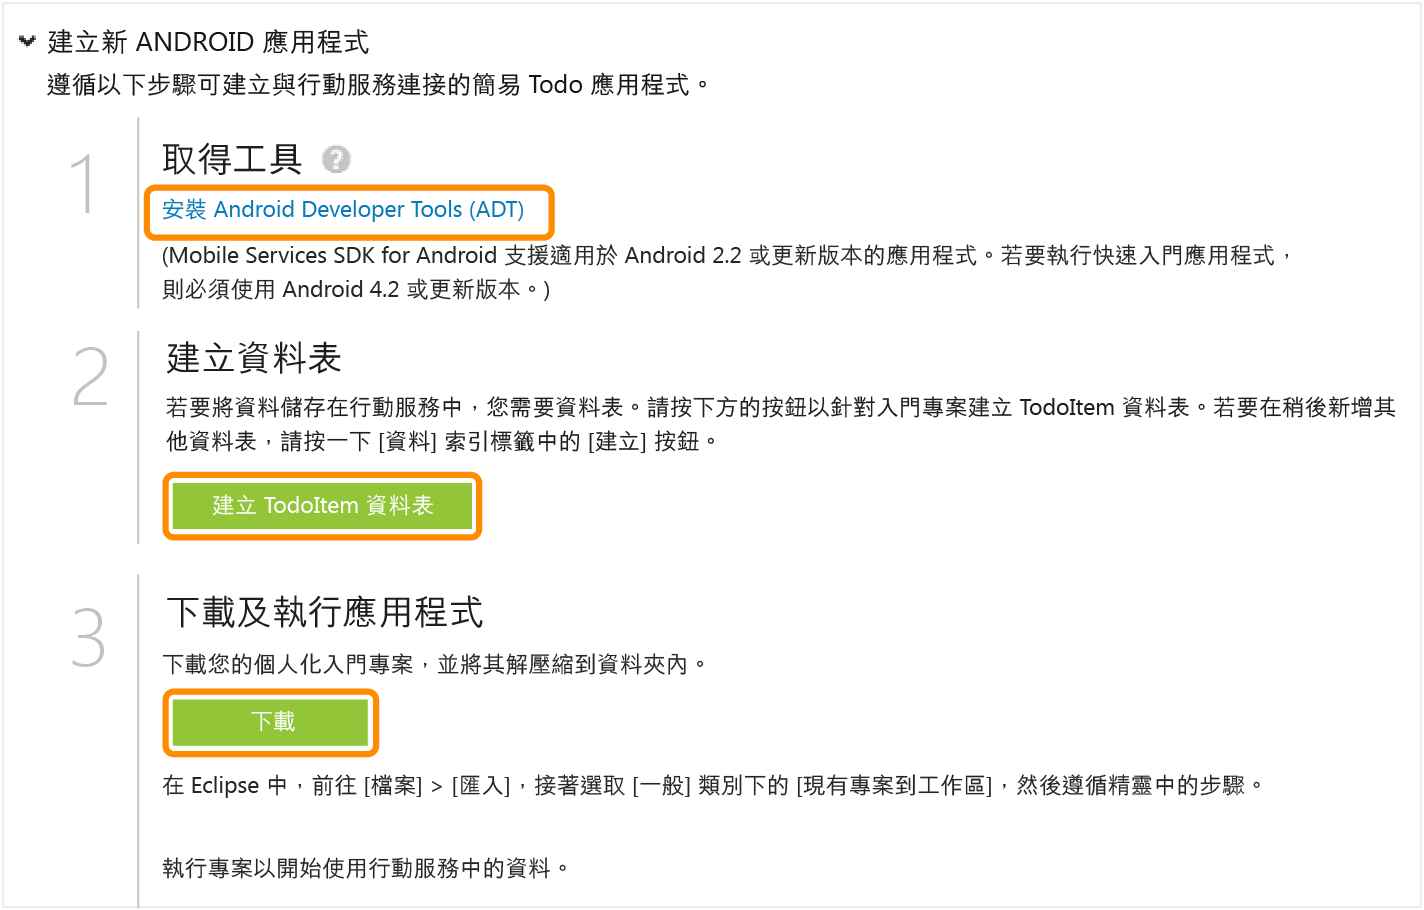 建立新 ANDROID 應用程式
遵循以下步驟可建立與行動服務連接的簡易 Todo 應用程式。
1
取得工具 ?
安裝 Android Developer Tools (ADT)
(Mobile Services SDK for Android 支援適用於 Android 2.2 或更新版本的應用程式。若要執行快速入門應用程式，
則必須使用 Android 4.2 或更新版本。)
2
建立資料表
若要將資料儲存在行動服務中，您需要資料表。請按下方的按鈕以針對入門專案建立 TodoItem 資料表。若要在稍後新增其
他資料表，請按一下 [資料] 索引標籤中的 [建立] 按鈕。
建立 TodoItem 資料表
3
下載及執行應用程式
下載您的個人化入門專案，並將其解壓縮到資料夾內。
下載
在 Eclipse 中，前往 [檔案] > [匯入]，接著選取 [一般] 類別下的 [現有專案到工作區]，然後遵循精靈中的步驟。
執行專案以開始使用行動服務中的資料。